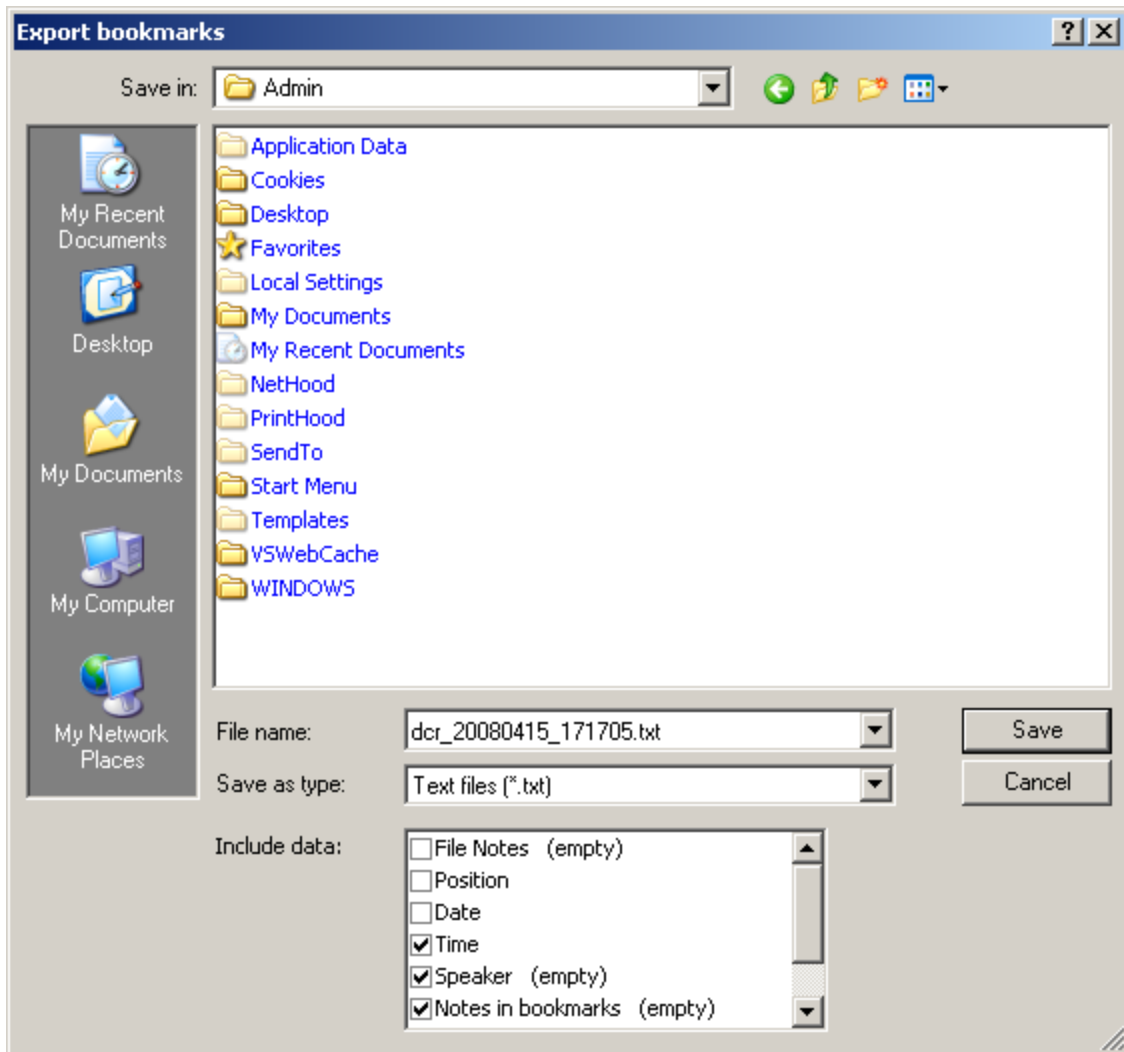 Export bookmarks
Save in:
Admin
My Recent
Documents
Desktop
My Documents
My Computer
My Network
Places
Application Data
Cookies
Desktop
Favorites
Local Settings
My Documents
My Recent Documents
NetHood
PrintHood
SendTo
Start Menu
Templates
VSWebCache
WINDOWS
File name:
dcr_20080415_171705.txt
Save
Save as type:
Text files (*.txt)
Cancel
Include data:
File Notes (empty)
Position
Date
Time
Speaker (empty)
Notes in bookmarks (empty)